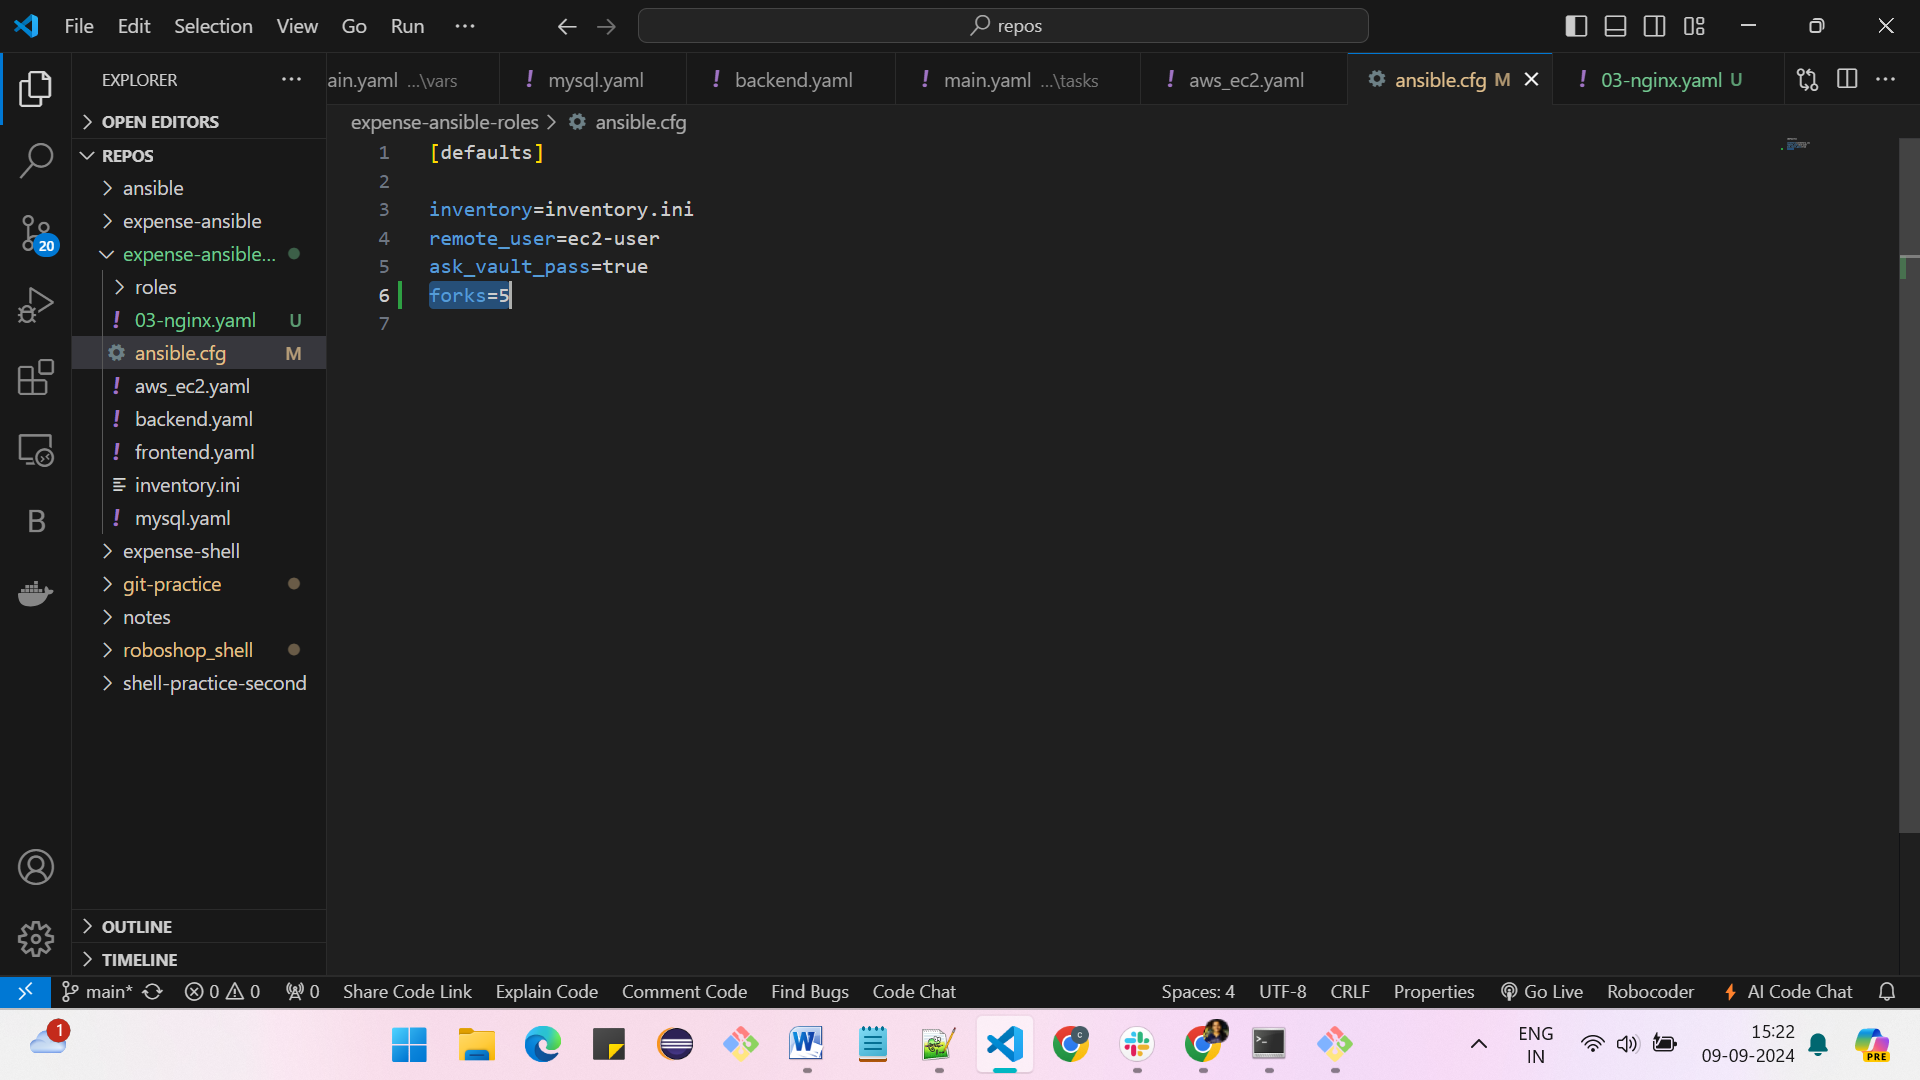 File Edit Selection View Go Run ...
repos
EXPLORER ...
OPEN EDITORS
REPOS
ansible
expense-ansible
expense-ansible...
roles
03-nginx.yaml U
ansible.cfg M
aws_ec2.yaml
backend.yaml
frontend.yaml
inventory.ini
mysql.yaml
expense-shell
git-practice
notes
roboshop_shell
shell-practice-second
OUTLINE
TIMELINE
20
B
ain.yaml ...\vars
! mysql.yaml
! backend.yaml
! main.yaml ...\tasks
! aws_ec2.yaml
ansible.cfg M
! 03-nginx.yaml U
expense-ansible-roles > ansible.cfg
1 [defaults]
2
3 inventory=inventory.ini
4 remote_user=ec2-user
5 ask_vault_pass=true
6 forks=5
7
main* 0 0 0 Share Code Link Explain Code Comment Code Find Bugs Code Chat Spaces: 4 UTF-8 CRLF Properties Go Live Robocoder AI Code Chat
1
ENG
IN
15:22
09-09-2024
PRE